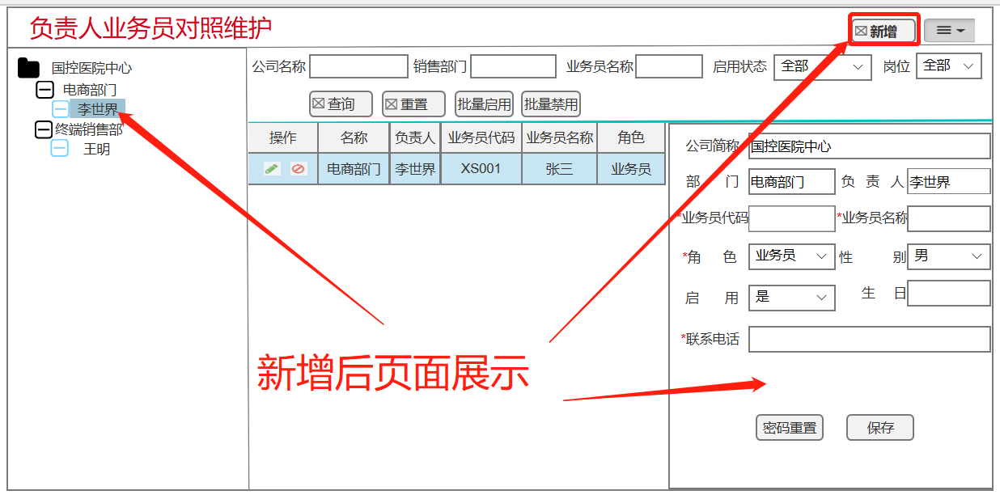 负责人业务员对照维护
新增
国控医院中心
电商部门
李世界
终端销售部
王明
公司名称 销售部门 业务员名称 启用状态 全部 岗位 全部
查询 重置 批量启用 批量禁用
操作 名称 负责人 业务员代码 业务员名称 角色
电商部门 李世界 XS001 张三 业务员
公司简称 国控医院中心
部 门 电商部门 负 责 人 李世界
*业务员代码 *业务员名称
*角 色 业务员 性 别 男
启 用 是 生 日
*联系电话
新增后页面展示
密码重置 保存